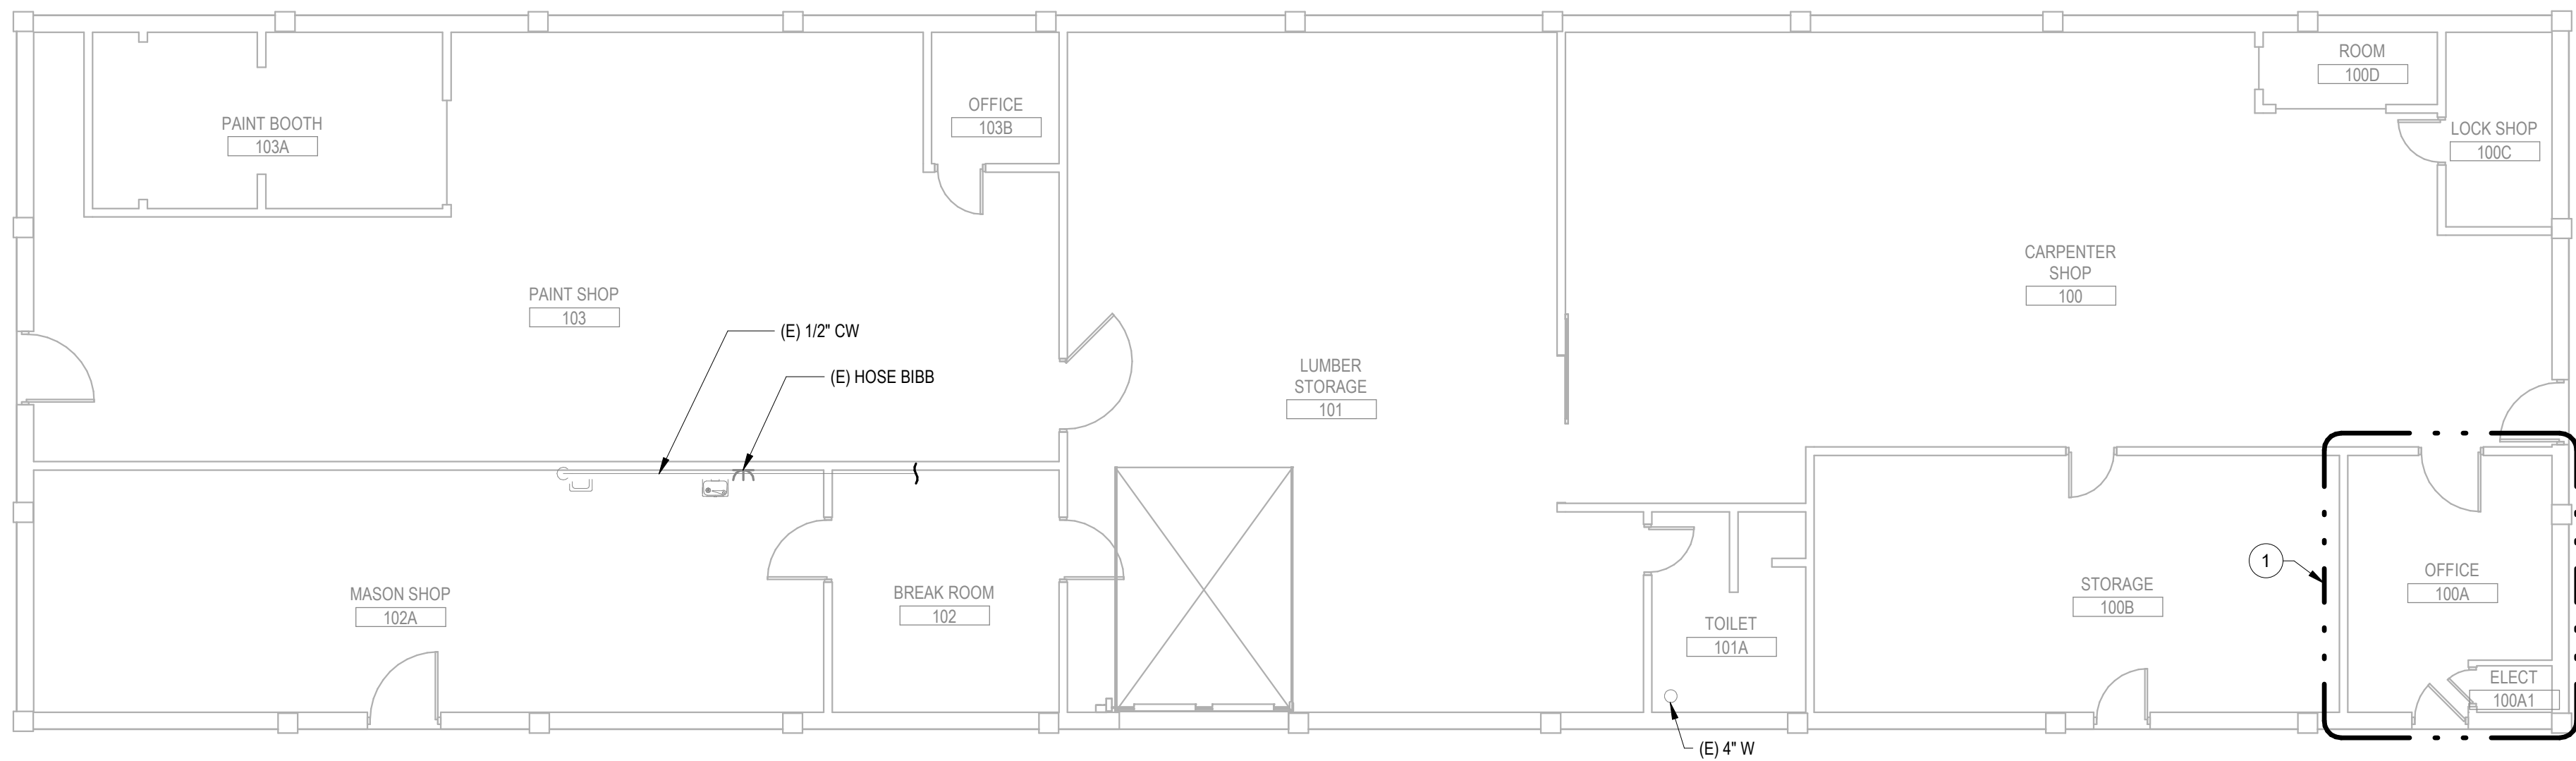 ROOM
100D
OFFICE
103B
PAINT BOOTH
103A
LOCK SHOP
100C
CARPENTER
SHOP
100
PAINT SHOP
103
(E) 1/2" CW
(E) HOSE BIBB
LUMBER
STORAGE
101
1
OFFICE
100A
STORAGE
100B
MASON SHOP
102A
BREAK ROOM
102
TOILET
101A
ELECT
100A1
(E) 4" W